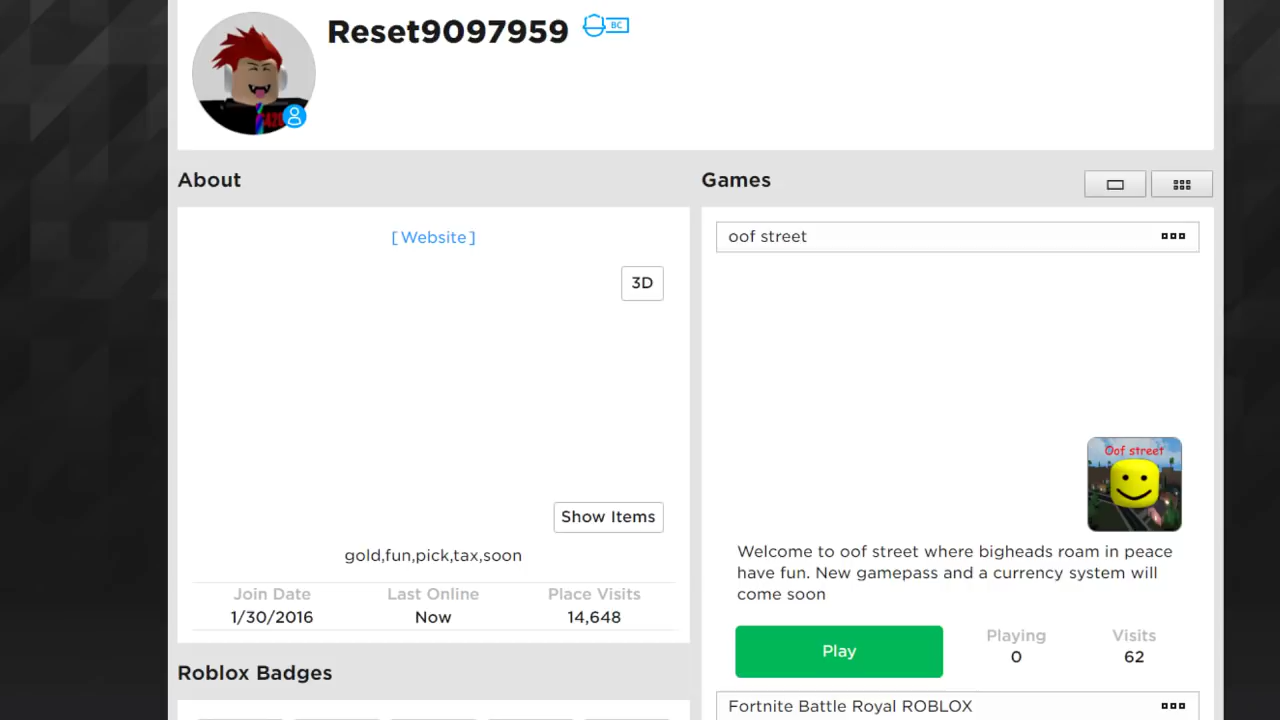 Reset9097959
BC
About
[ Website ]
3D
Show Items
gold,fun,pick,tax,soon
Join Date
Last Online
Place Visits
1/30/2016
Now
14,648
Roblox Badges
Games
oof street
Oof street
Welcome to oof street where bigheads roam in peace
have fun. New gamepass and a currency system will
come soon
Play
Playing
0
Visits
62
Fortnite Battle Royal ROBLOX